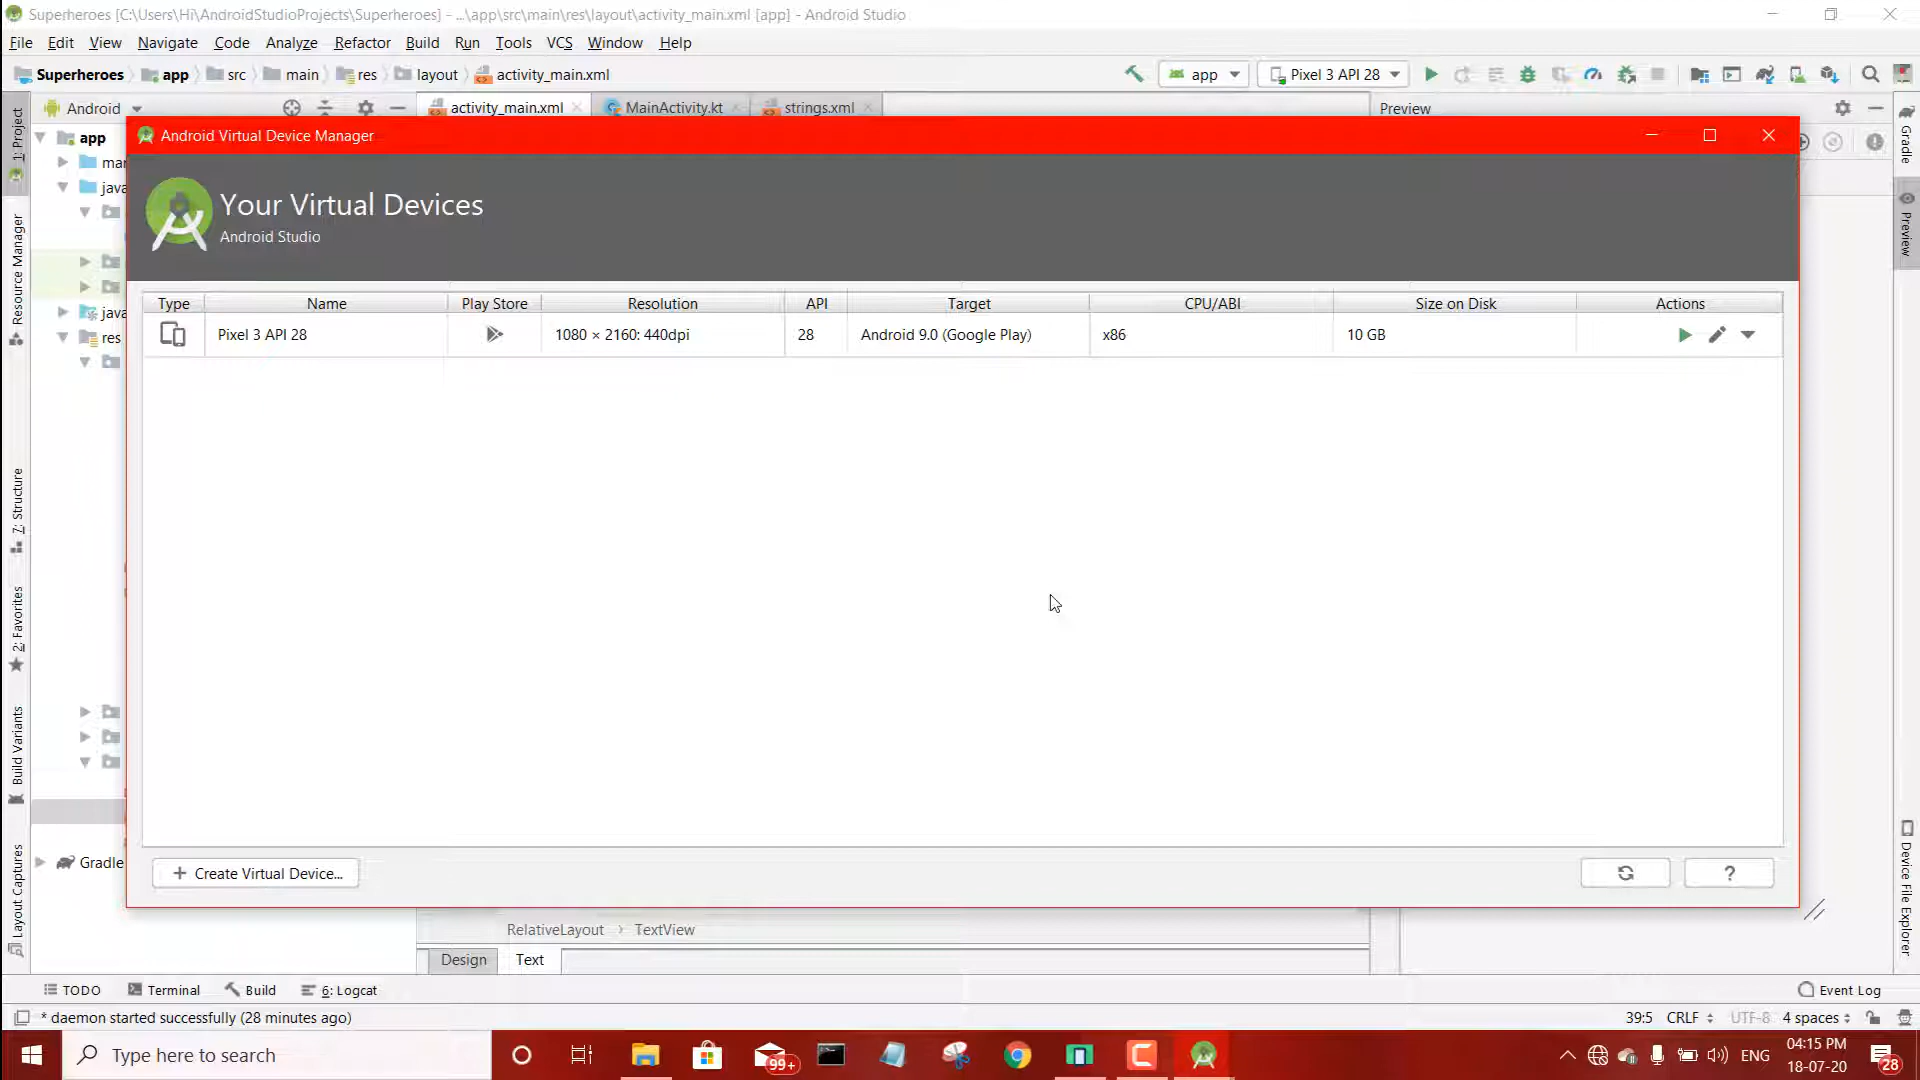 Superheroes [C:\Users\Hi\AndroidStudioProjects\Superheroes] - ...\app\src\main\res\layout\activity_main.xml [app] - Android Studio
File Edit View Navigate Code Analyze Refactor Build Run Tools VCS Window Help
Superheroes app src main res layout activity_main.xml app Pixel 3 API 28
Android activity_main.xml MainActivity.kt strings.xml Preview
app
Android Virtual Device Manager
java
Your Virtual Devices
Android Studio
Type Name Play Store Resolution API Target CPU/ABI Size on Disk Actions
Pixel 3 API 28 1080 × 2160: 440dpi 28 Android 9.0 (Google Play) x86 10 GB
java
res
Gradle
+ Create Virtual Device...
?
RelativeLayout › TextView
Design Text
1: Project
Resource Manager
7: Structure
2: Favorites
Build Variants
Layout Captures
Gradle
Preview
Device File Explorer
TODO Terminal Build 6: Logcat Event Log
* daemon started successfully (28 minutes ago) 39:5 CRLF UTF-8 4 spaces
Type here to search 99+ ENG 04:15 PM
18-07-20 28